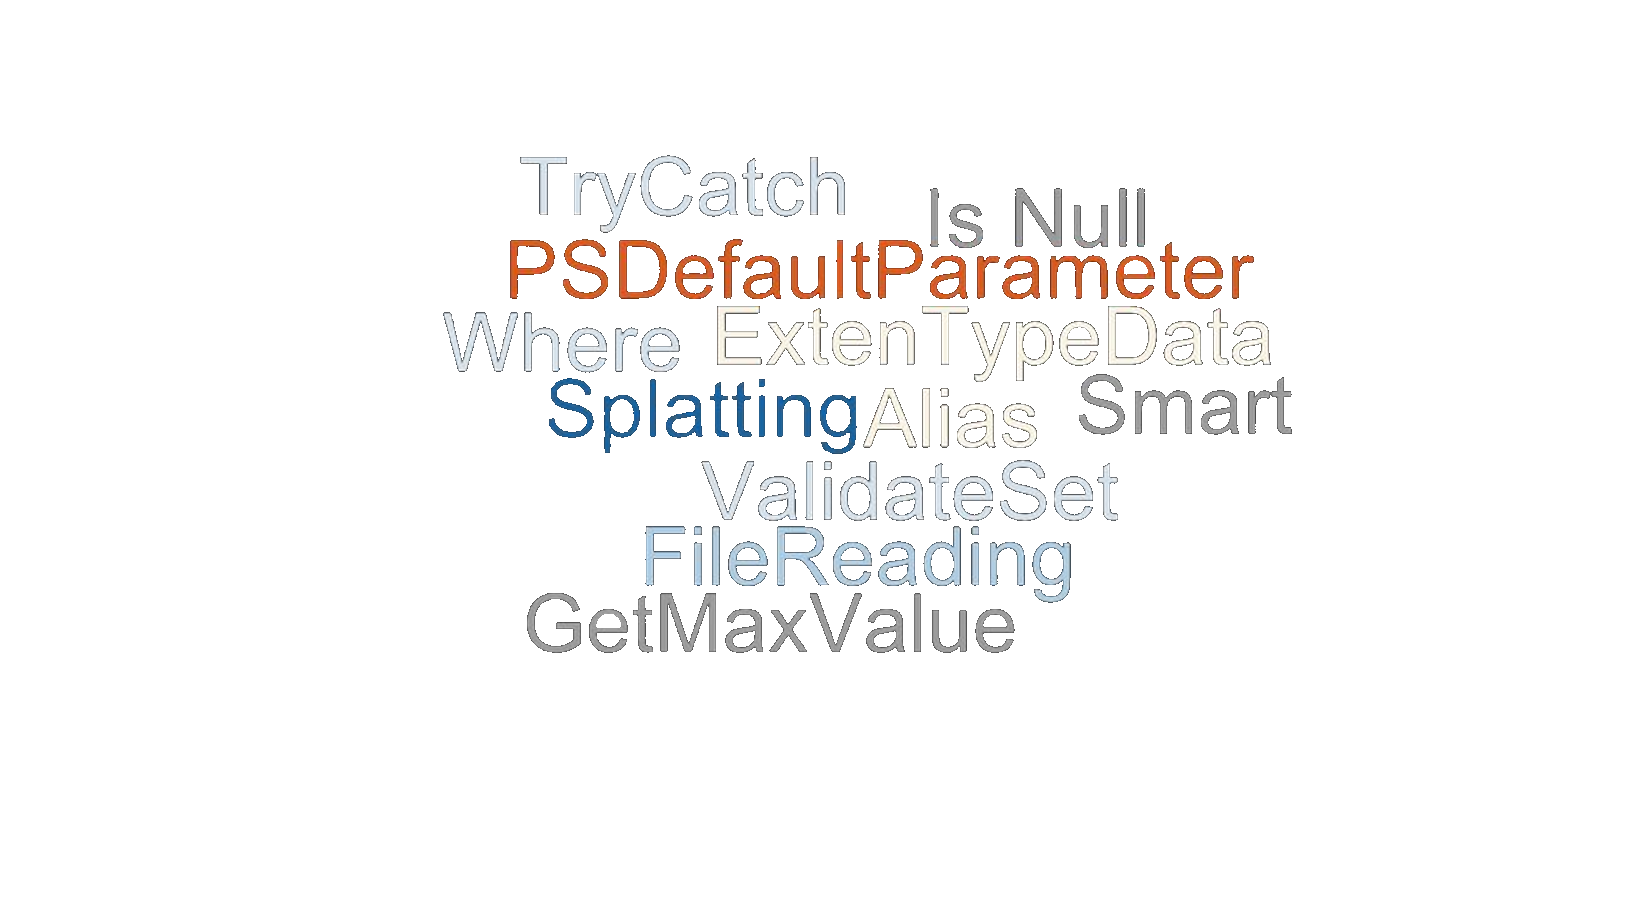 TryCatch
Is Null
PSDefaultParameter
Where
ExtenTypeData
Splatting
Alias
Smart
ValidateSet
FileReading
GetMaxValue